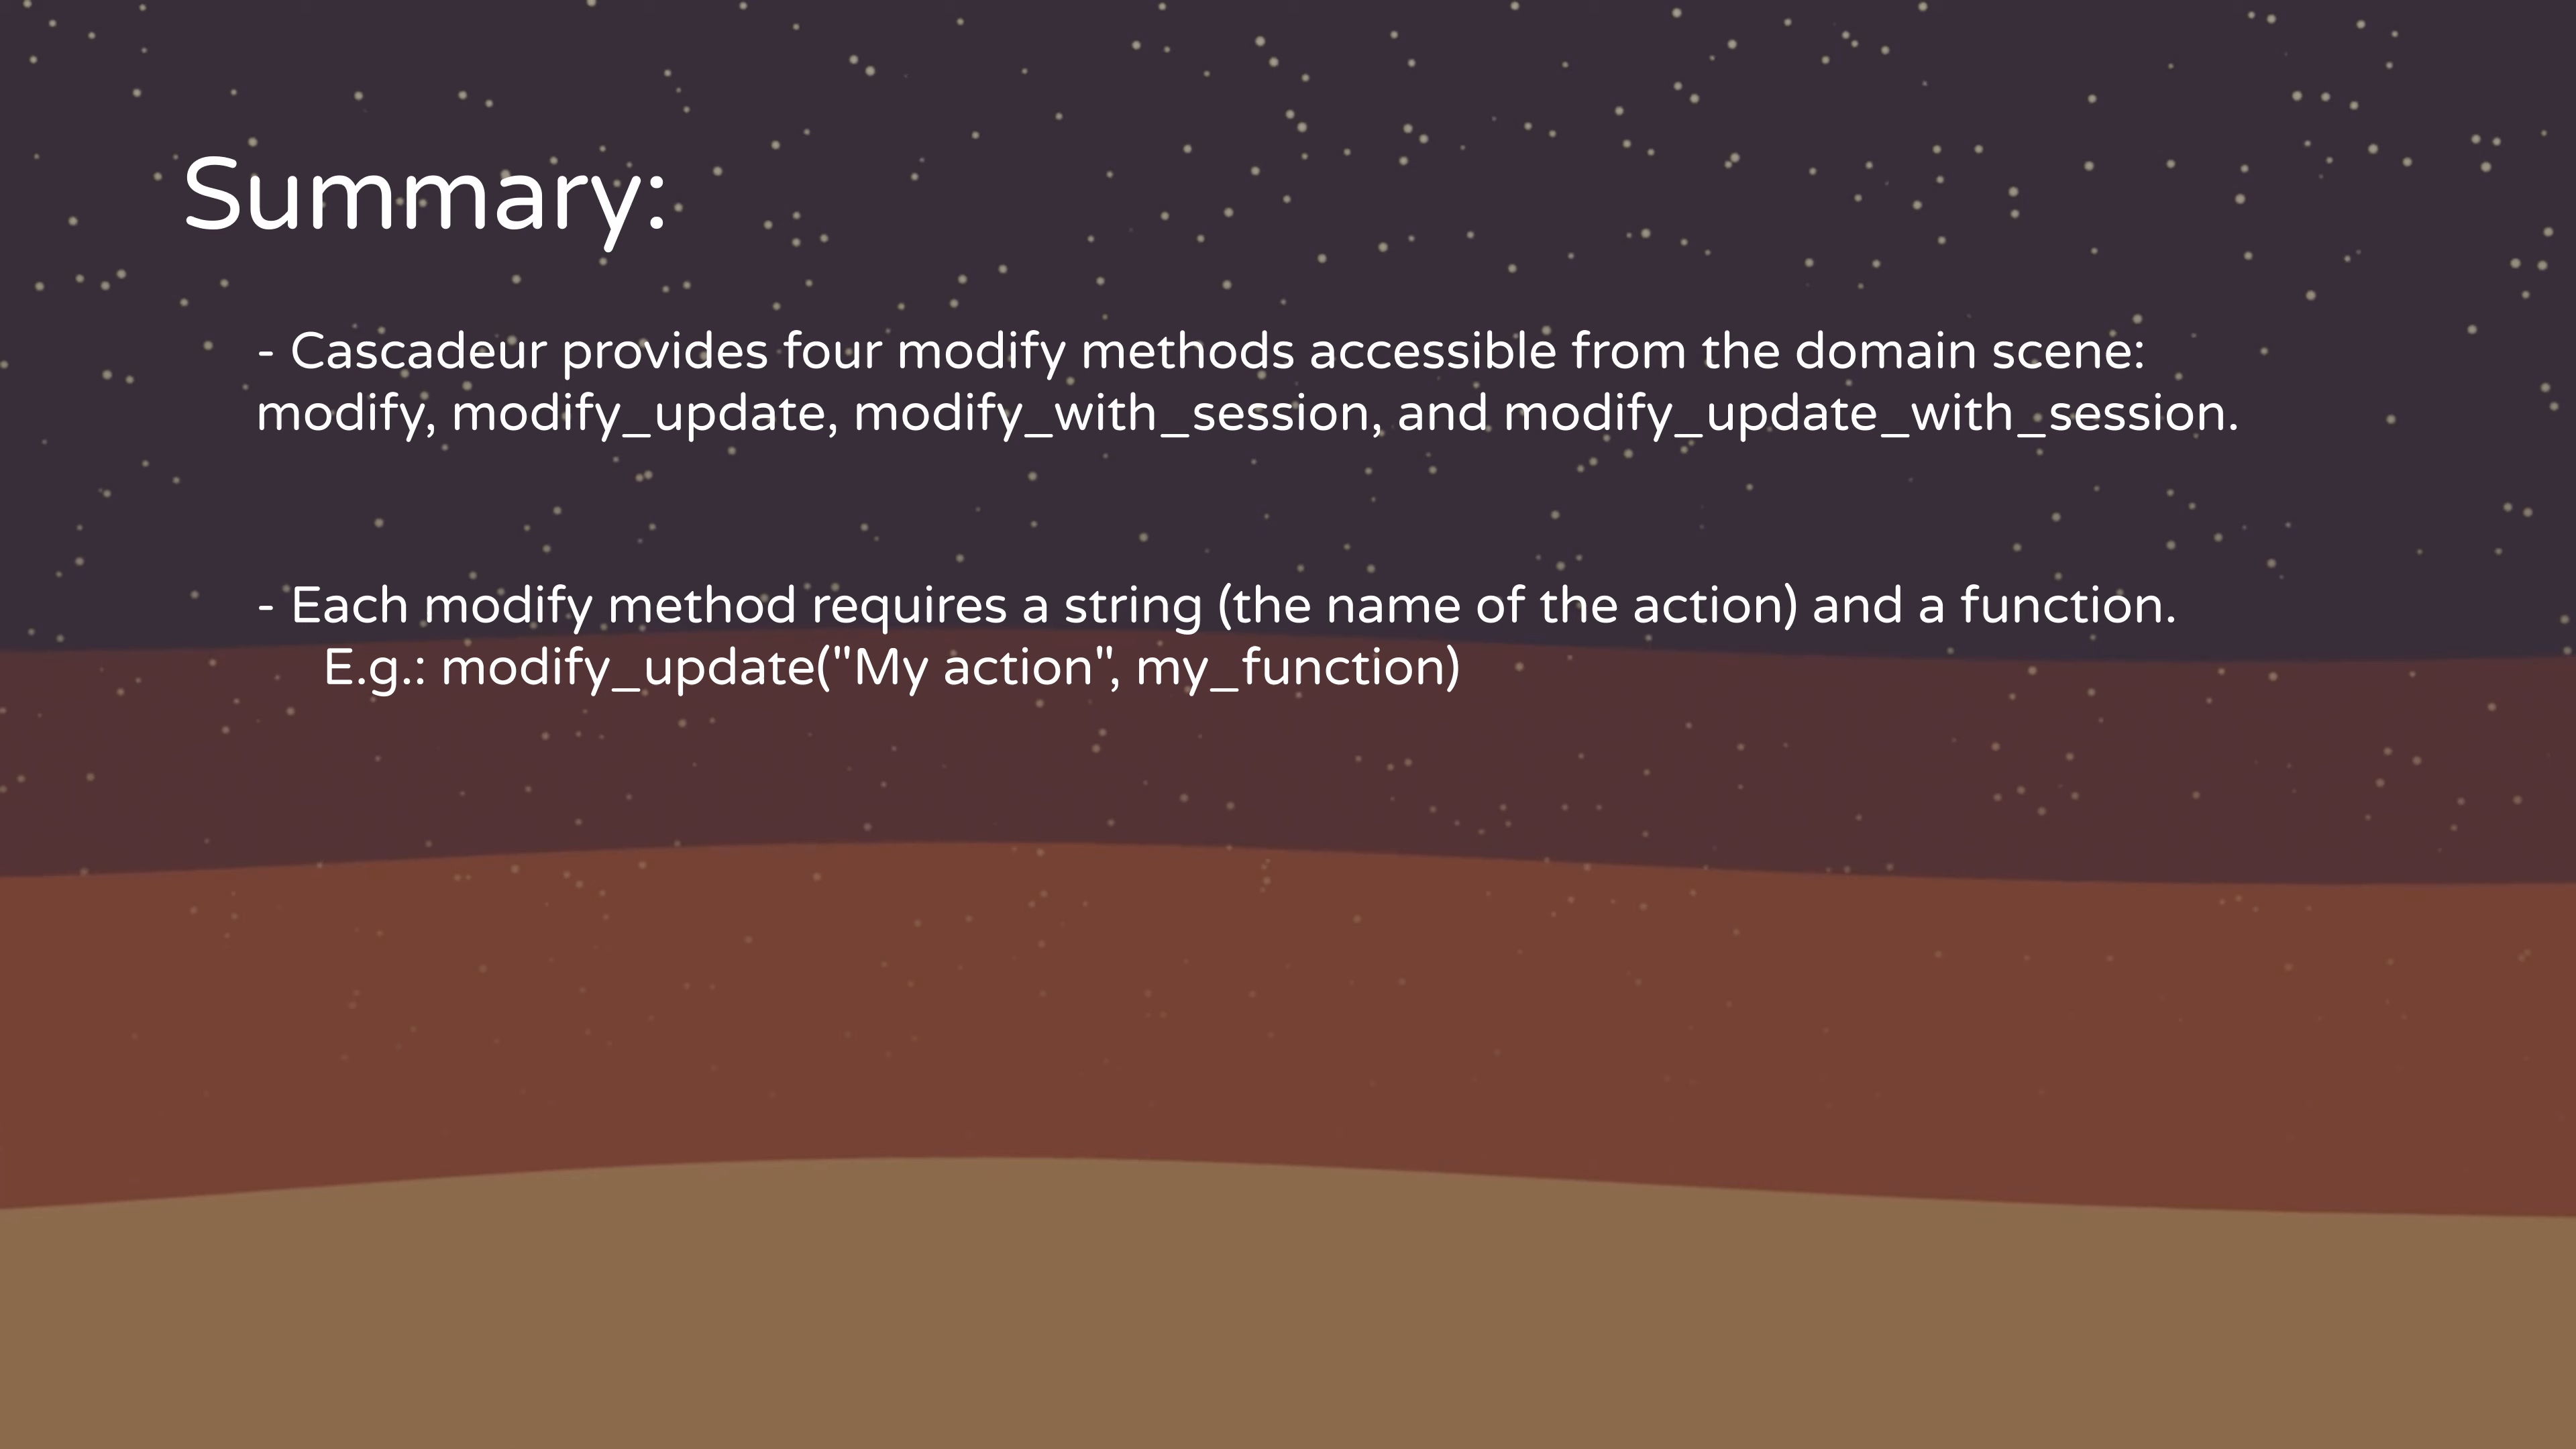 Summary:
- Cascadeur provides four modify methods accessible from the domain scene:
modify, modify_update, modify_with_session, and modify_update_with_session.
- Each modify method requires a string (the name of the action) and a function.
E.g.: modify_update("My action", my_function)